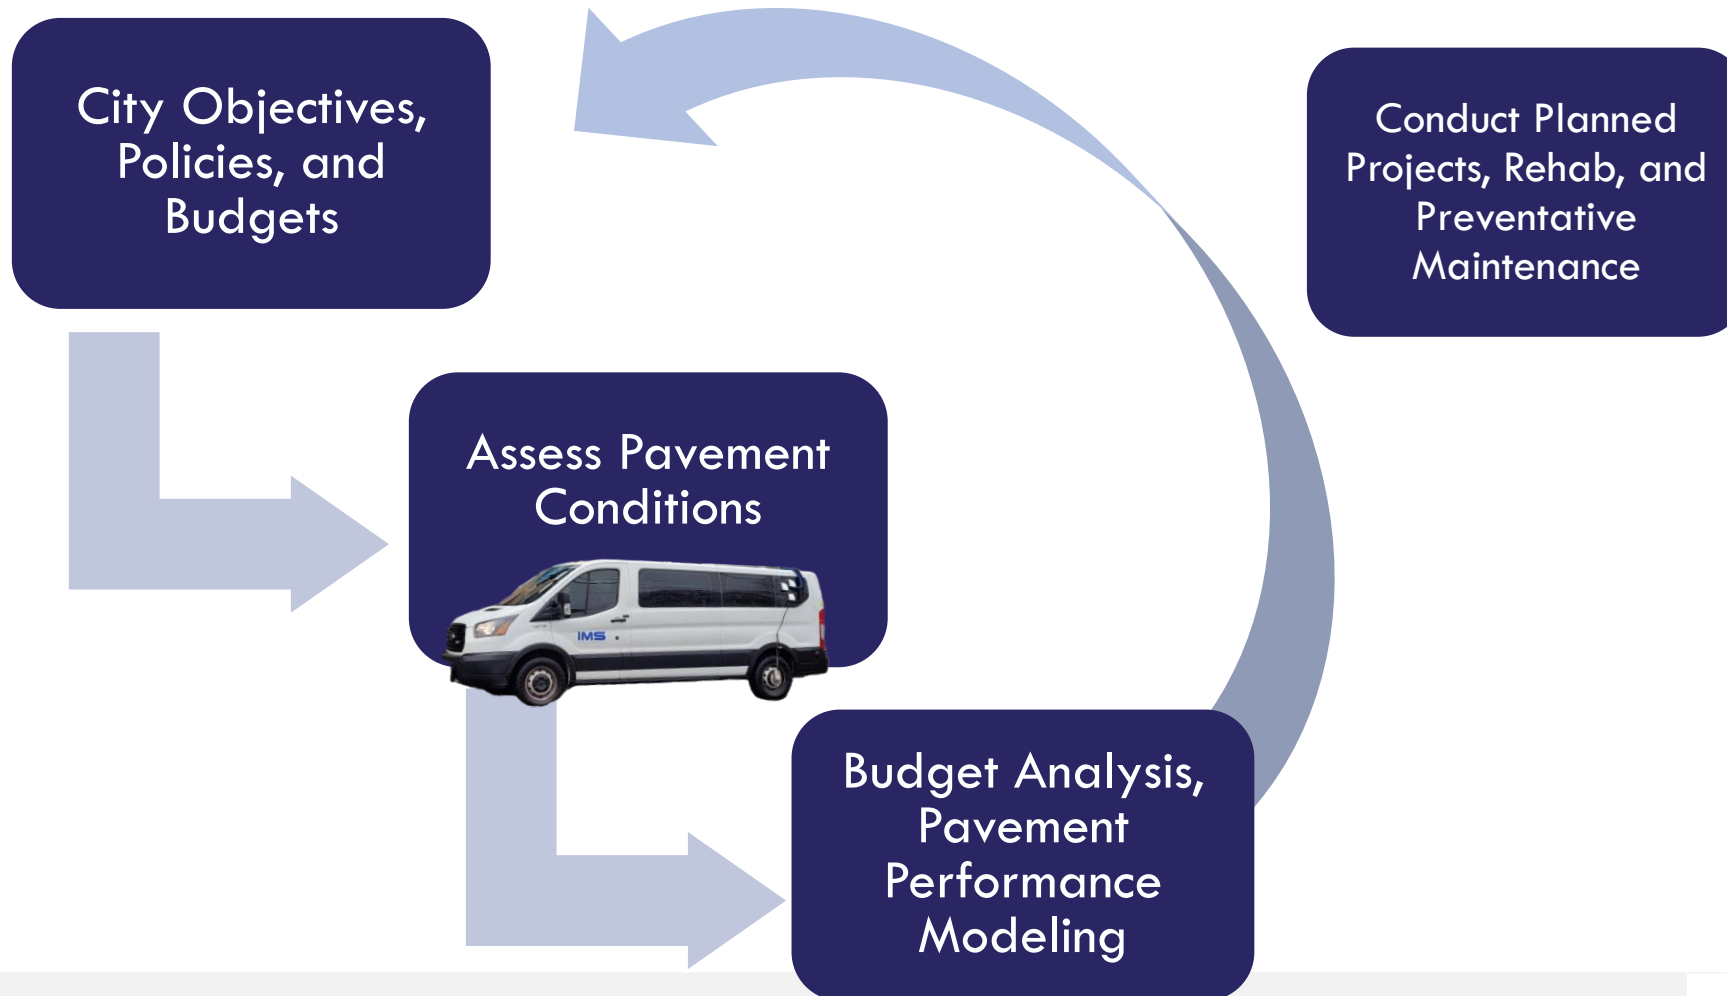 City Objectives,
Policies, and
Budgets
Conduct Planned
Projects, Rehab, and
Preventative
Maintenance
Assess Pavement
Conditions
IMS
Budget Analysis,
Pavement
Performance
Modeling